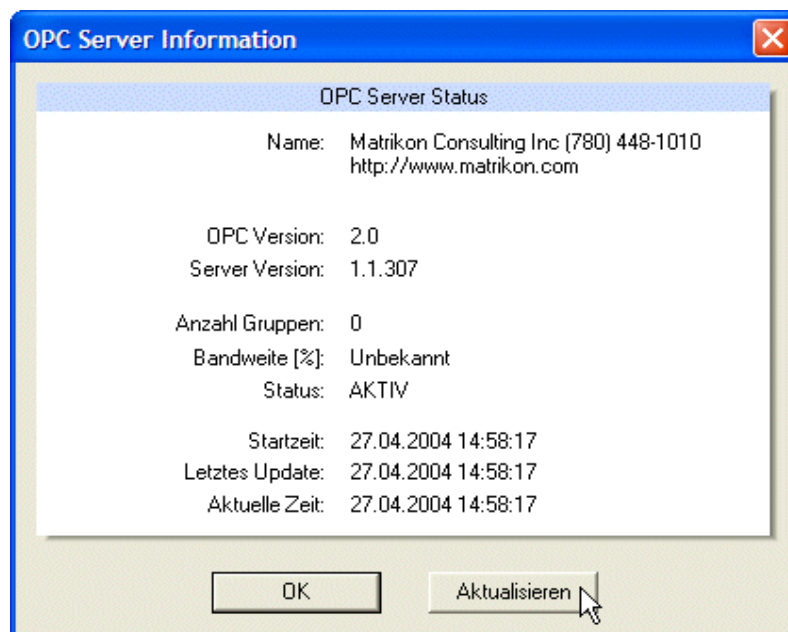 OPC Server Information
OPC Server Status
Name: Matrikon Consulting Inc (780) 448-1010
http://www.matrikon.com
OPC Version: 2.0
Server Version: 1.1.307
Anzahl Gruppen: 0
Bandweite [%]: Unbekannt
Status: AKTIV
Startzeit: 27.04.2004 14:58:17
Letztes Update: 27.04.2004 14:58:17
Aktuelle Zeit: 27.04.2004 14:58:17
OK Aktualisieren